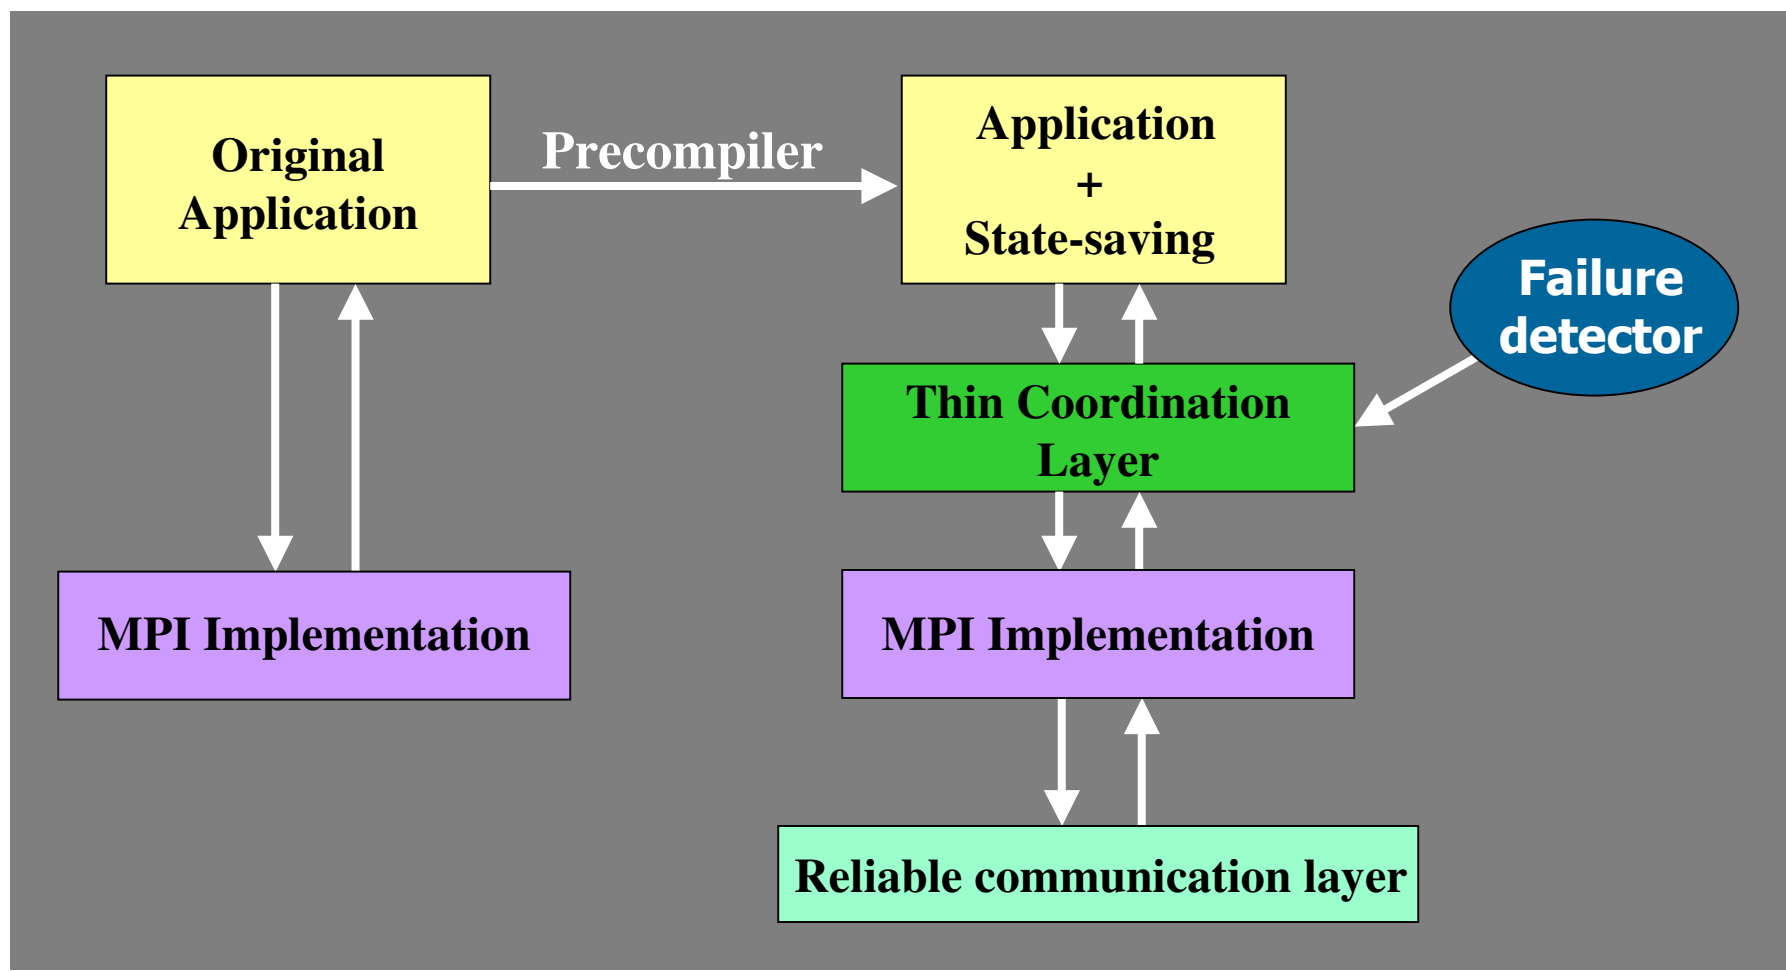 Original
Application
Precompiler
Application
+
State-saving
Failure
detector
Thin Coordination
Layer
MPI Implementation
MPI Implementation
Reliable communication layer